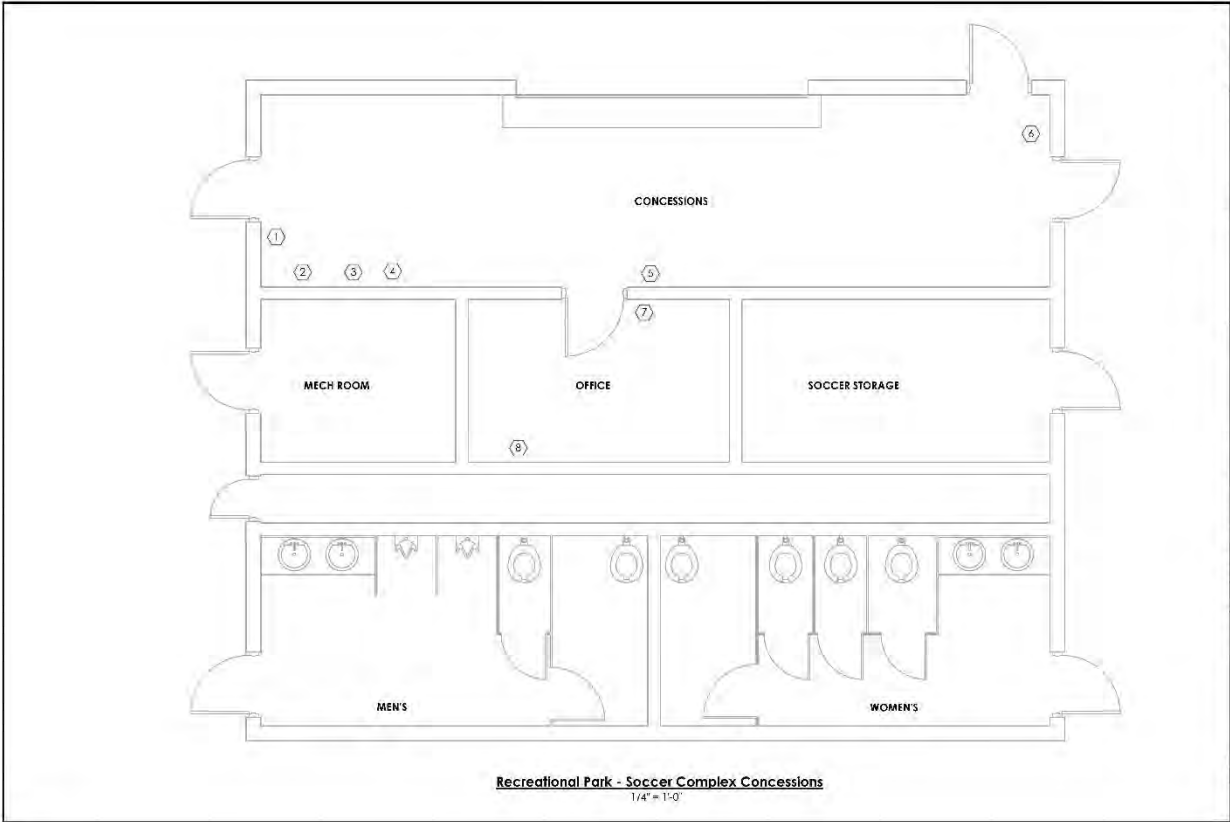 6
CONCESSIONS
1
2 3 4 5
7
MECH ROOM OFFICE SOCCER STORAGE
8
MEN'S WOMEN'S
Recreational Park - Soccer Complex Concessions
1/4" = 1'-0"